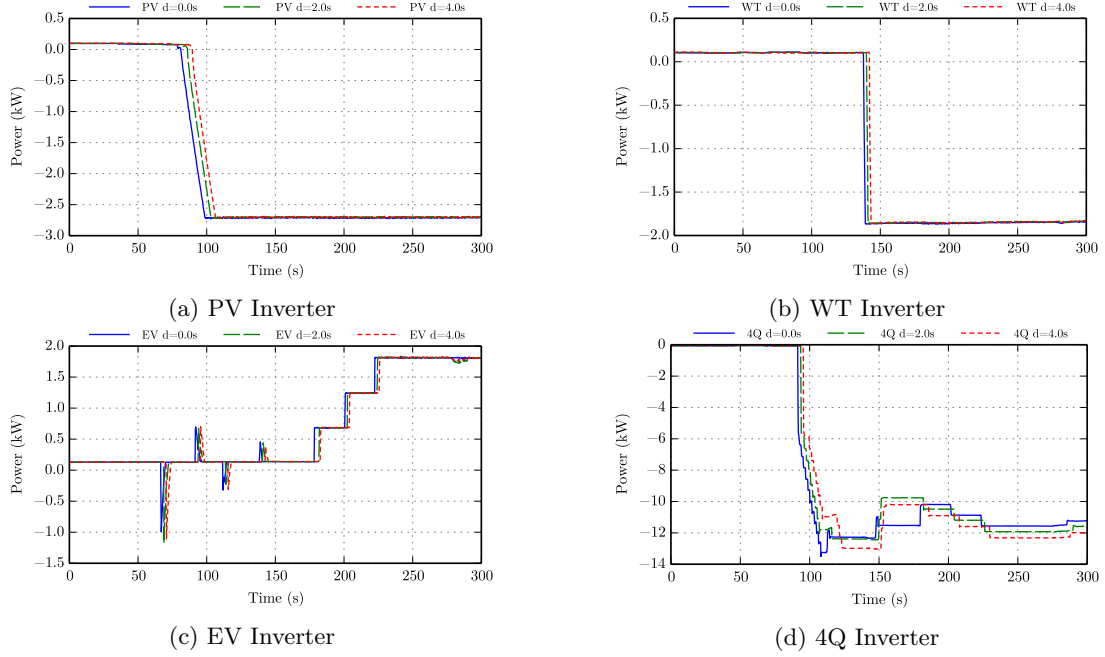 PV d=0.0s PV d=2.0s PV d=4.0s
0.5
0.0
−0.5
−1.0
−1.5
−2.0
−2.5
−3.0
Power (kW)
0 50 100 150 200 250 300
Time (s)
(a) PV Inverter
WT d=0.0s WT d=2.0s WT d=4.0s
0.5
0.0
−0.5
−1.0
−1.5
−2.0
Power (kW)
0 50 100 150 200 250 300
Time (s)
(b) WT Inverter
EV d=0.0s EV d=2.0s EV d=4.0s
2.0
1.5
1.0
0.5
0.0
−0.5
−1.0
−1.5
Power (kW)
0 50 100 150 200 250 300
Time (s)
(c) EV Inverter
4Q d=0.0s 4Q d=2.0s 4Q d=4.0s
0
−2
−4
−6
−8
−10
−12
−14
Power (kW)
0 50 100 150 200 250 300
Time (s)
(d) 4Q Inverter